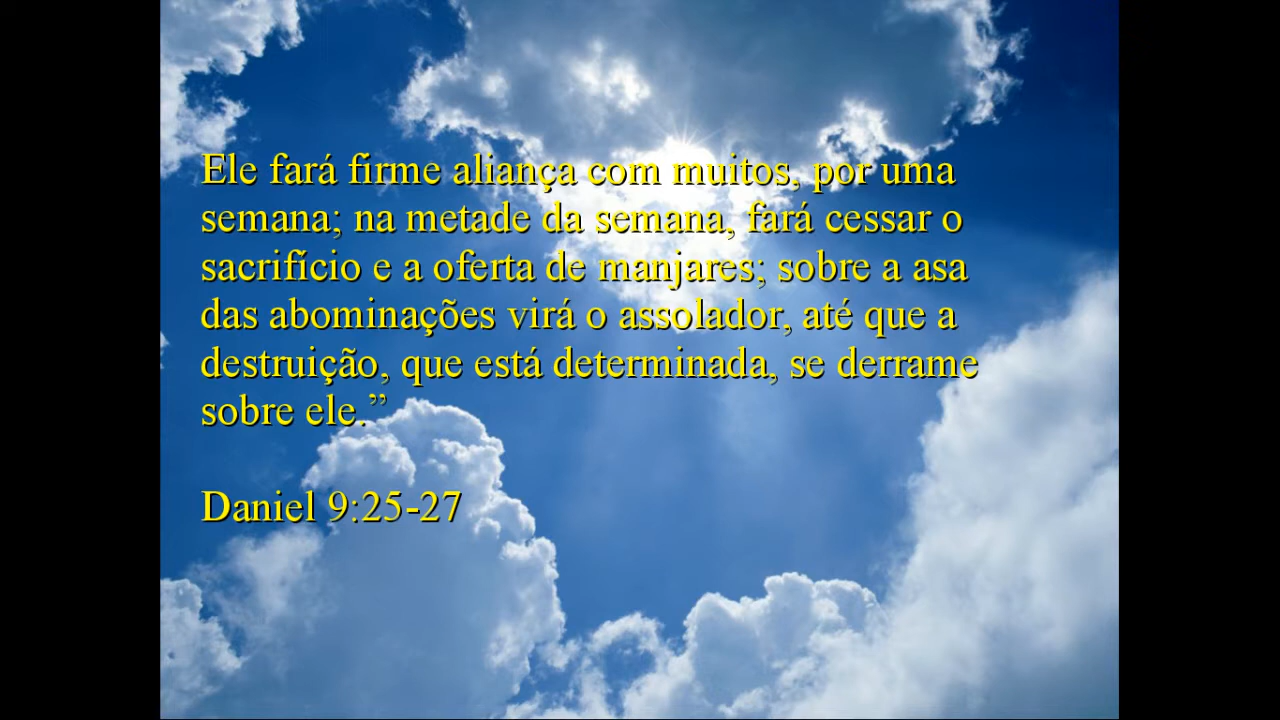 Ele fará firme aliança com muitos, por uma
semana; na metade da semana, fará cessar o
sacrifício e a oferta de manjares; sobre a asa
das abominações virá o assolador, até que a
destruição, que está determinada, se derrame
sobre ele.”
Daniel 9:25-27